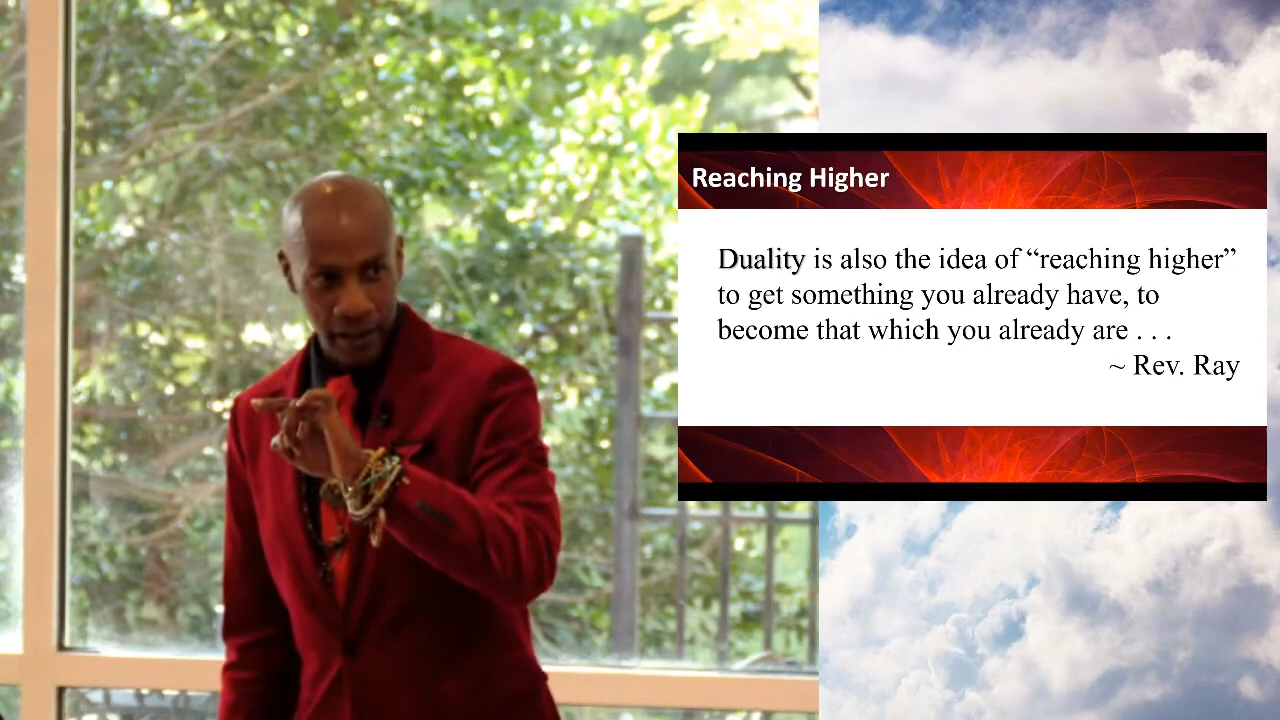 Reaching Higher
Duality is also the idea of “reaching higher”
to get something you already have, to
become that which you already are . . .
~ Rev. Ray